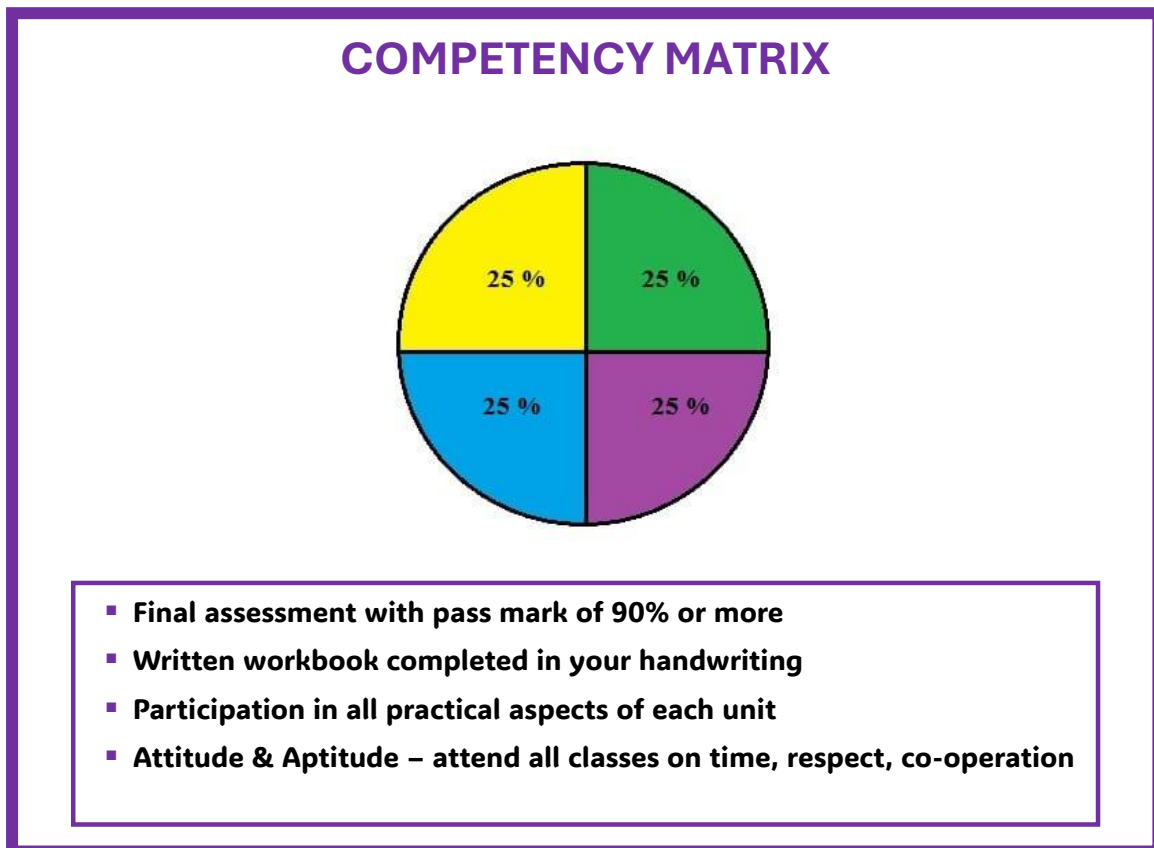 COMPETENCY MATRIX
25 % 25 %
25 % 25 %
▪ Final assessment with pass mark of 90% or more
▪ Written workbook completed in your handwriting
▪ Participation in all practical aspects of each unit
▪ Attitude & Aptitude – attend all classes on time, respect, co-operation